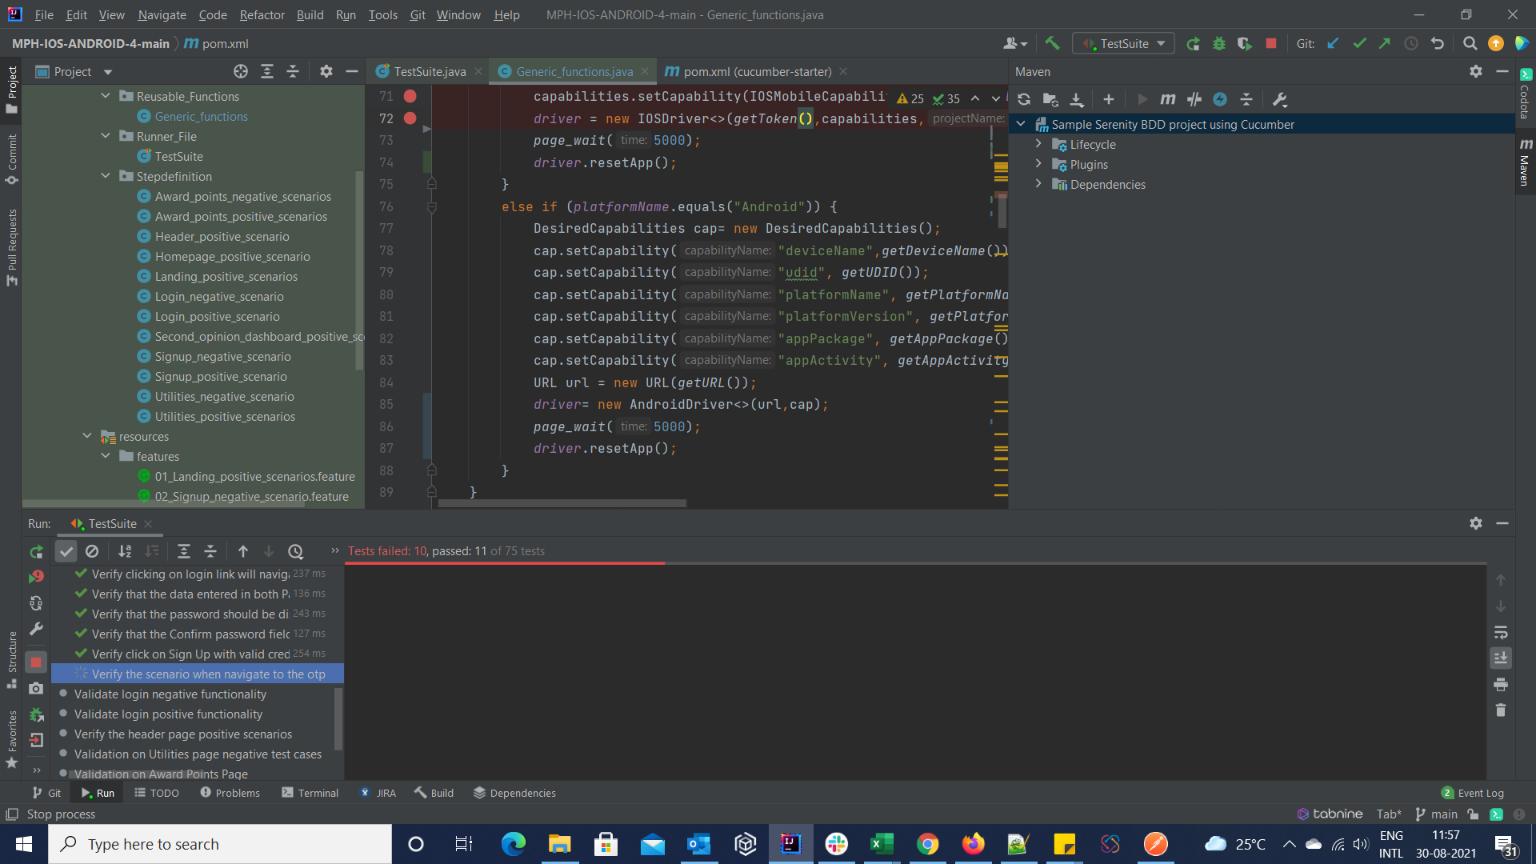 File Edit View Navigate Code Refactor Build Run Tools Git Window Help MPH-IOS-ANDROID-4-main - Generic_functions.java
MPH-IOS-ANDROID-4-main pom.xml TestSuite Git:
Project
TestSuite.java Generic_functions.java pom.xml (cucumber-starter)
Maven
Project
Commit
Pull Requests
Structure
Favorites
Codota
Maven
Reusable_Functions
Generic_functions
Runner_File
TestSuite
Stepdefinition
Award_points_negative_scenarios
Award_points_positive_scenarios
Header_positive_scenario
Homepage_positive_scenario
Landing_positive_scenarios
Login_negative_scenario
Login_positive_scenario
Second_opinion_dashboard_positive_sc
Signup_negative_scenario
Signup_positive_scenario
Utilities_negative_scenario
Utilities_positive_scenarios
resources
features
01_Landing_positive_scenarios.feature
02_Signup_negative_scenario.feature
25 35
71 capabilities.setCapability(IOSMobileCapabili
72 driver = new IOSDriver<>(getToken(),capabilities, projectName:
73 page_wait( time: 5000);
74 driver.resetApp();
75 }
76 else if (platformName.equals("Android")) {
77 DesiredCapabilities cap= new DesiredCapabilities();
78 cap.setCapability( capabilityName: "deviceName",getDeviceName())
79 cap.setCapability( capabilityName: "udid", getUDID());
80 cap.setCapability( capabilityName: "platformName", getPlatformNa
81 cap.setCapability( capabilityName: "platformVersion", getPlatfor
82 cap.setCapability( capabilityName: "appPackage", getAppPackage()
83 cap.setCapability( capabilityName: "appActivity", getAppActivity
84 URL url = new URL(getURL());
85 driver= new AndroidDriver<>(url,cap);
86 page_wait( time: 5000);
87 driver.resetApp();
88 }
89 }
Sample Serenity BDD project using Cucumber
Lifecycle
Plugins
Dependencies
Run: TestSuite
Tests failed: 10, passed: 11 of 75 tests
Verify clicking on login link will navig 237 ms
Verify that the data entered in both P 136 ms
Verify that the password should be di 243 ms
Verify that the Confirm password field 127 ms
Verify click on Sign Up with valid cred 254 ms
Verify the scenario when navigate to the otp
Validate login negative functionality
Validate login positive functionality
Verify the header page positive scenarios
Validation on Utilities page negative test cases
Validation on Award Points Page
Git Run TODO Problems Terminal JIRA Build Dependencies 2 Event Log
Stop process tabnine Tab* main
Type here to search 25°C ENG INTL 11:57 30-08-2021 31